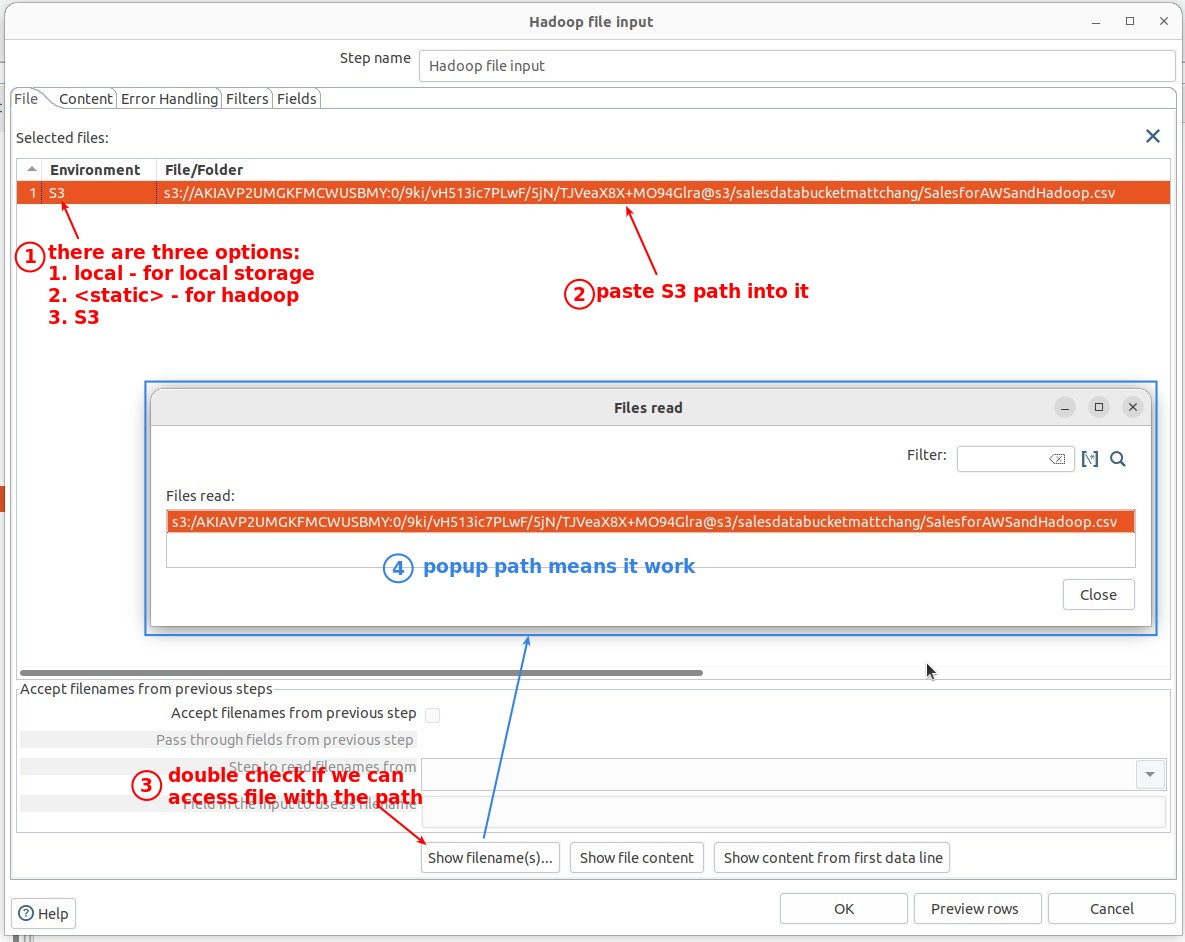 Hadoop file input
Step name
Hadoop file input
File
Content
Error Handling
Filters
Fields
Selected files:
Environment
File/Folder
1
S3
s3://AKIAVP2UMGKFMCWUSBMY:0/9ki/vH513ic7PLwF/5jN/TJVeaX8X+MO94Glra@s3/salesdatabucketmattchang/SalesforAWSandHadoop.csv
1
there are three options:
1. local - for local storage
2. <static> - for hadoop
3. S3
2
paste S3 path into it
Files read
Filter:
Files read:
s3:/AKIAVP2UMGKFMCWUSBMY:0/9ki/vH513ic7PLwF/5jN/TJVeaX8X+MO94Glra@s3/salesdatabucketmattchang/SalesforAWSandHadoop.csv
4
popup path means it work
Close
Accept filenames from previous steps
Accept filenames from previous step
Pass through fields from previous step
Step to read filenames from
3
double check if we can
access file with the path
Field in the input to use as filename
Show filename(s)...
Show file content
Show content from first data line
Help
OK
Preview rows
Cancel